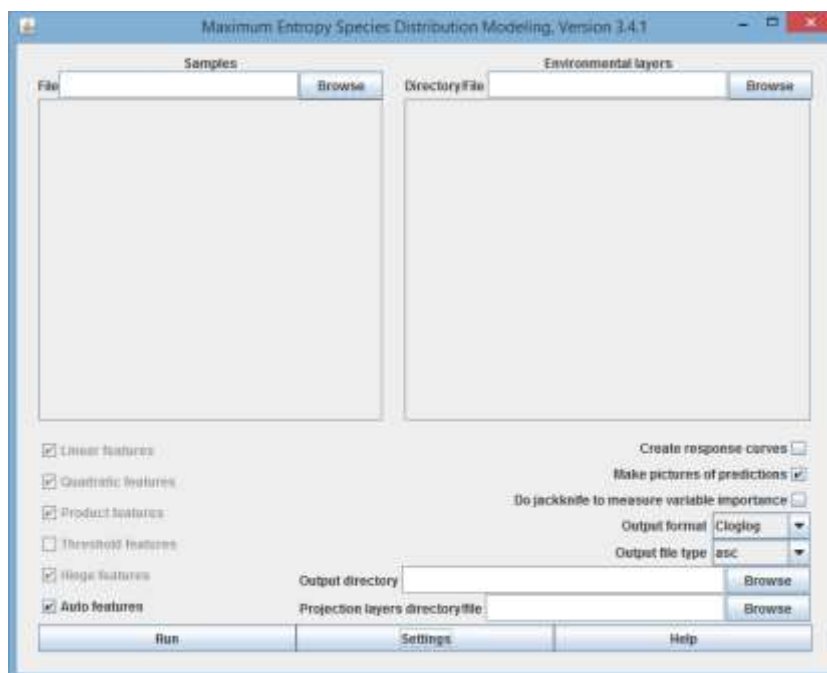 Maximum Entropy Species Distribution Modeling, Version 3.4.1
Samples
File Browse
Environmental layers
Directory/File Browse
Linear features
Quadratic features
Product features
Threshold features
Hinge features
Auto features
Create response curves
Make pictures of predictions
Do jackknife to measure variable importance
Output format Cloglog
Output file type asc
Output directory Browse
Projection layers directory/file Browse
Run Settings Help